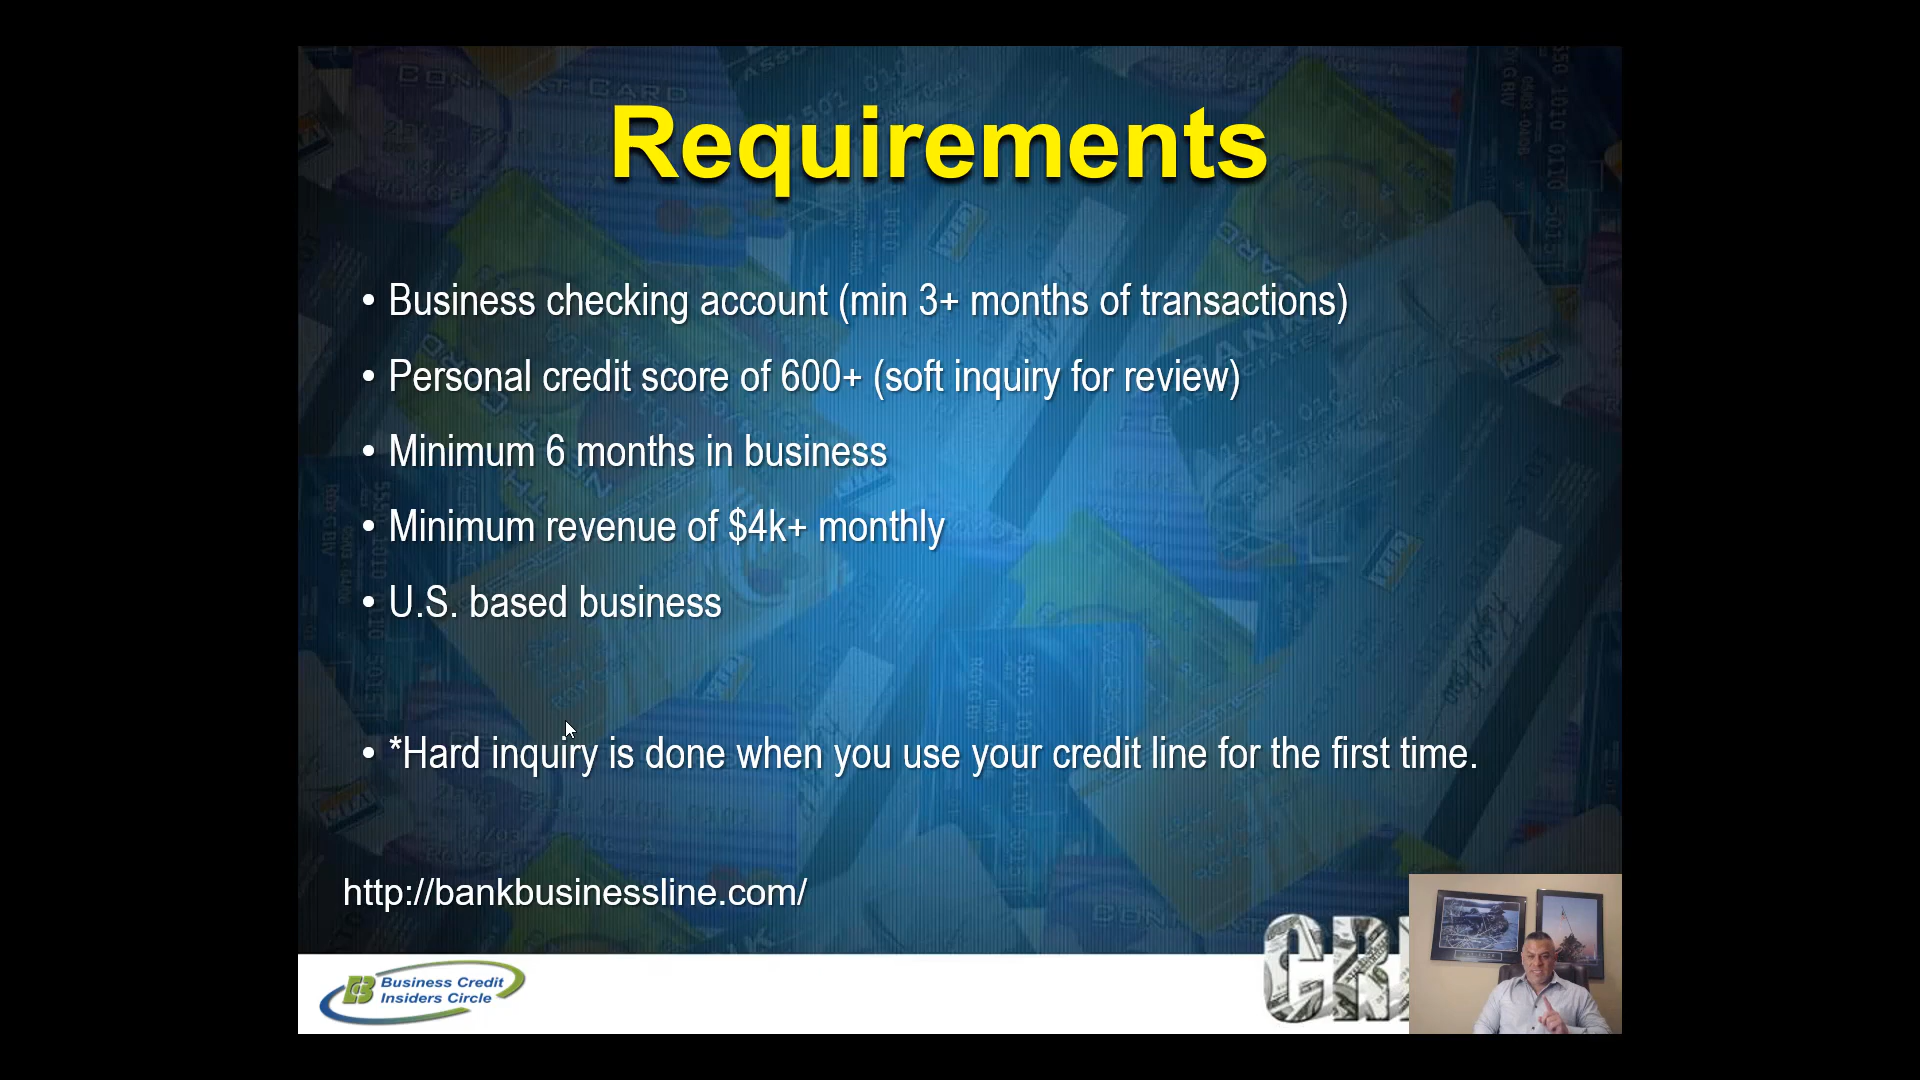 Requirements
• Business checking account (min 3+ months of transactions)
• Personal credit score of 600+ (soft inquiry for review)
• Minimum 6 months in business
• Minimum revenue of $4k+ monthly
• U.S. based business
• *Hard inquiry is done when you use your credit line for the first time.
http://bankbusinessline.com/
Business Credit
Insiders Circle